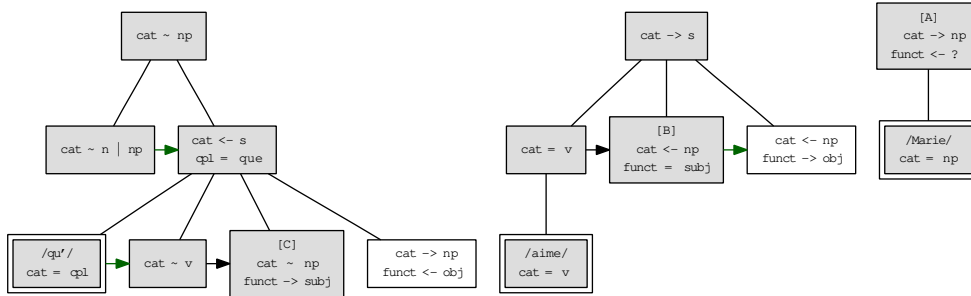 cat ~ np
cat ~ n | np
cat <- s
cpl = que
/qu'/
cat = cpl
cat ~ v
[C]
cat ~ np
funct -> subj
cat -> np
funct <- obj
cat -> s
cat = v
[B]
cat <- np
funct = subj
cat <- np
funct -> obj
/aime/
cat = v
[A]
cat -> np
funct <- ?
/Marie/
cat = np